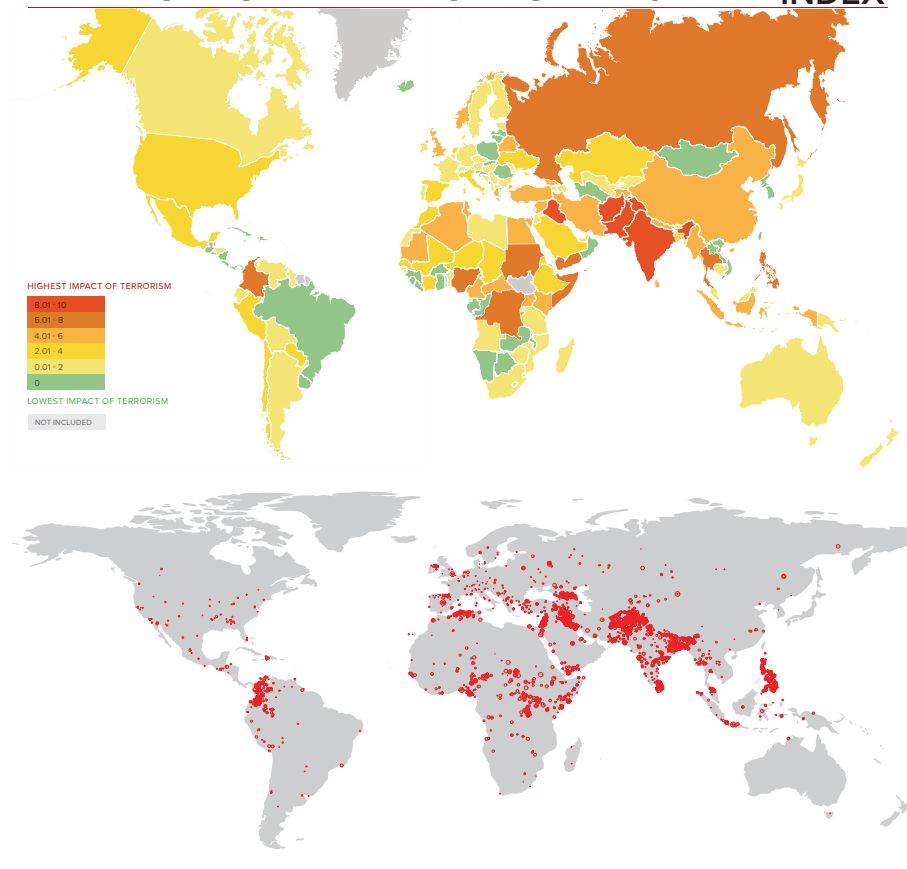 INDEX
HIGHEST IMPACT OF TERRORISM
8.01 - 10
6.01 - 8
4.01 - 6
2.01 - 4
0.01 - 2
0
LOWEST IMPACT OF TERRORISM
NOT INCLUDED